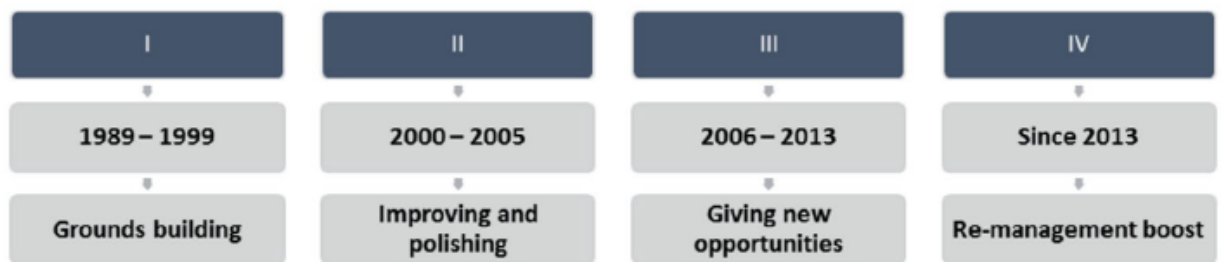 I
II
III
IV
1989 – 1999
2000 – 2005
2006 – 2013
Since 2013
Grounds building
Improving and
polishing
Giving new
opportunities
Re-management boost